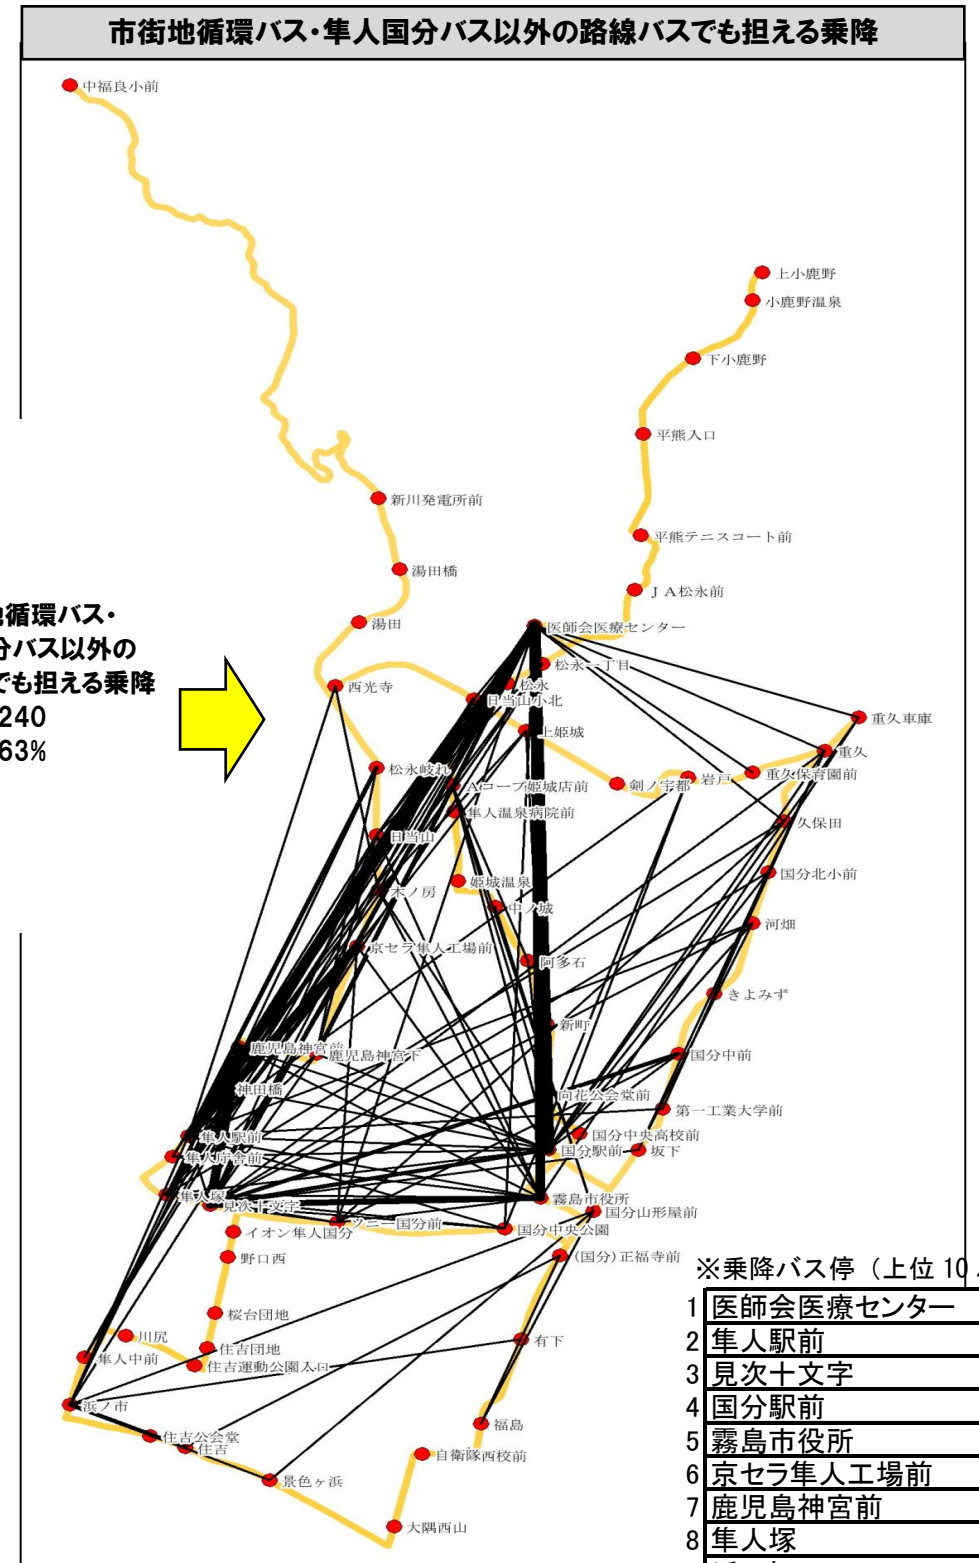 市街地循環バス・隼人国分バス以外の路線バスでも担える乗降
中福良小前
上小鹿野
小鹿野温泉
下小鹿野
平熊入口
新川発電所前
平熊テニスコート前
湯田橋
ＪＡ松永前
循環バス・
分バス以外の
でも担える乗降
240
63%
湯田
医師会医療センター
松永一丁目
西光寺
松永
日当山小北
重久車庫
上姫城
重久
松永岐れ
重久保育園前
岩戸
剣ノ宇都
Aコープ姫城店前
隼人温泉病院前
久保田
日当山
国分北小前
姫城温泉
木ノ房
中ノ城
河畑
京セラ隼人工場前
阿多石
きよみず
新町
鹿児島神宮前
鹿児島神宮下
国分中前
神田橋
向花公会堂前
第一工業大学前
隼人駅前
国分中央高校前
隼人庁舎前
国分駅前
坂下
隼人塚
霧島市役所
見次十文字
国分山形屋前
ツニー国分前
国分中央公園
イオン隼人国分
野口西
(国分)正福寺前
桜台団地
川尻
有下
住吉団地
隼人中前
住吉運動公園入口
浜ノ市
福島
住吉公会堂
住吉
自衛隊西校前
景色ヶ浜
大隅西山
※乗降バス停（上位 10
1 医師会医療センター
2 隼人駅前
3 見次十文字
4 国分駅前
5 霧島市役所
6 京セラ隼人工場前
7 鹿児島神宮前
8 隼人塚